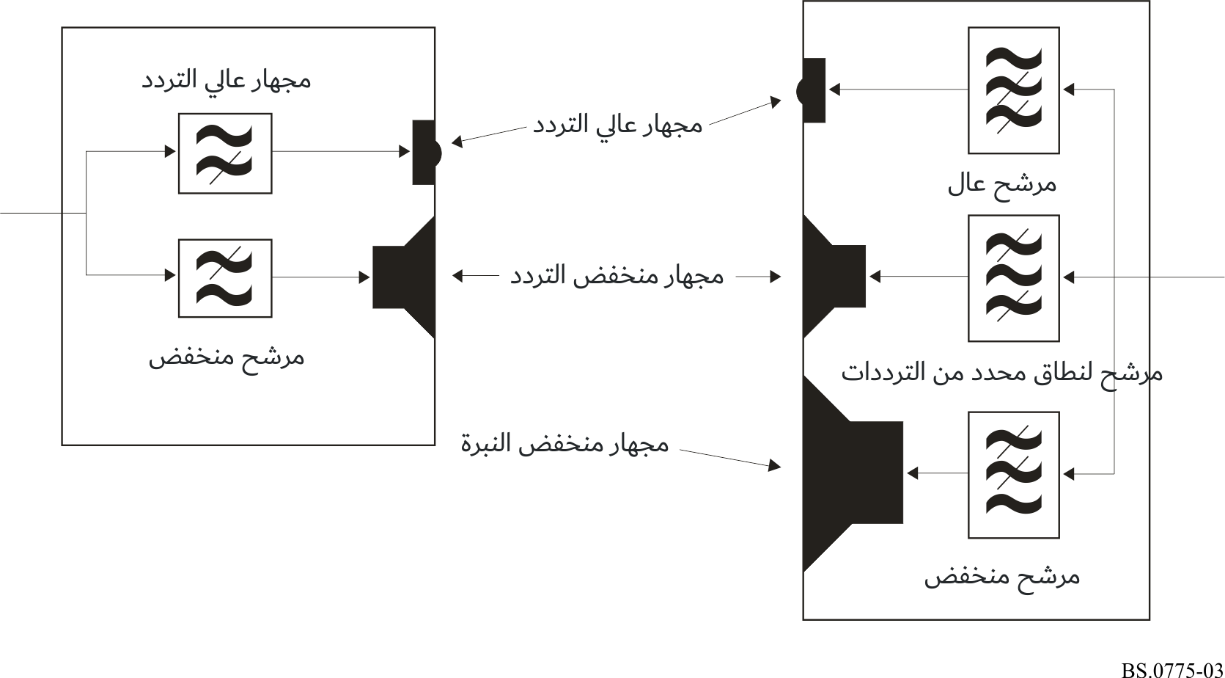 مجهار عالي التردد
مجهار عالي التردد
مرشح عال
مجهار منخفض التردد
مرشح منخفض
مرشح لنطاق محدد من الترددات
مجهار منخفض النبرة
مرشح منخفض
BS.0775-03